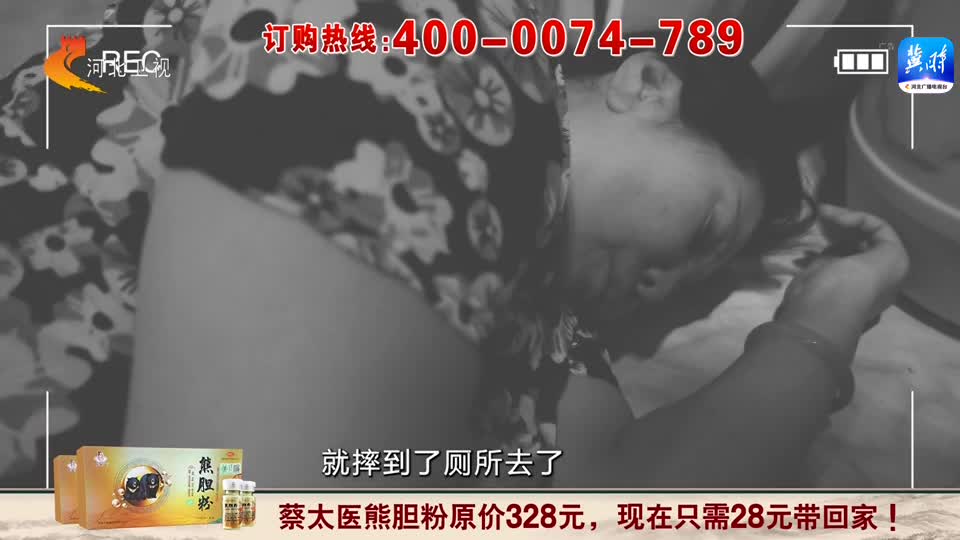 订购热线:400-0074-789
REC
河北卫视
广告
冀时
河北广播电视台
就摔到了厕所去了
熊胆粉
蔡太医熊胆粉原价328元，现在只需28元带回家！